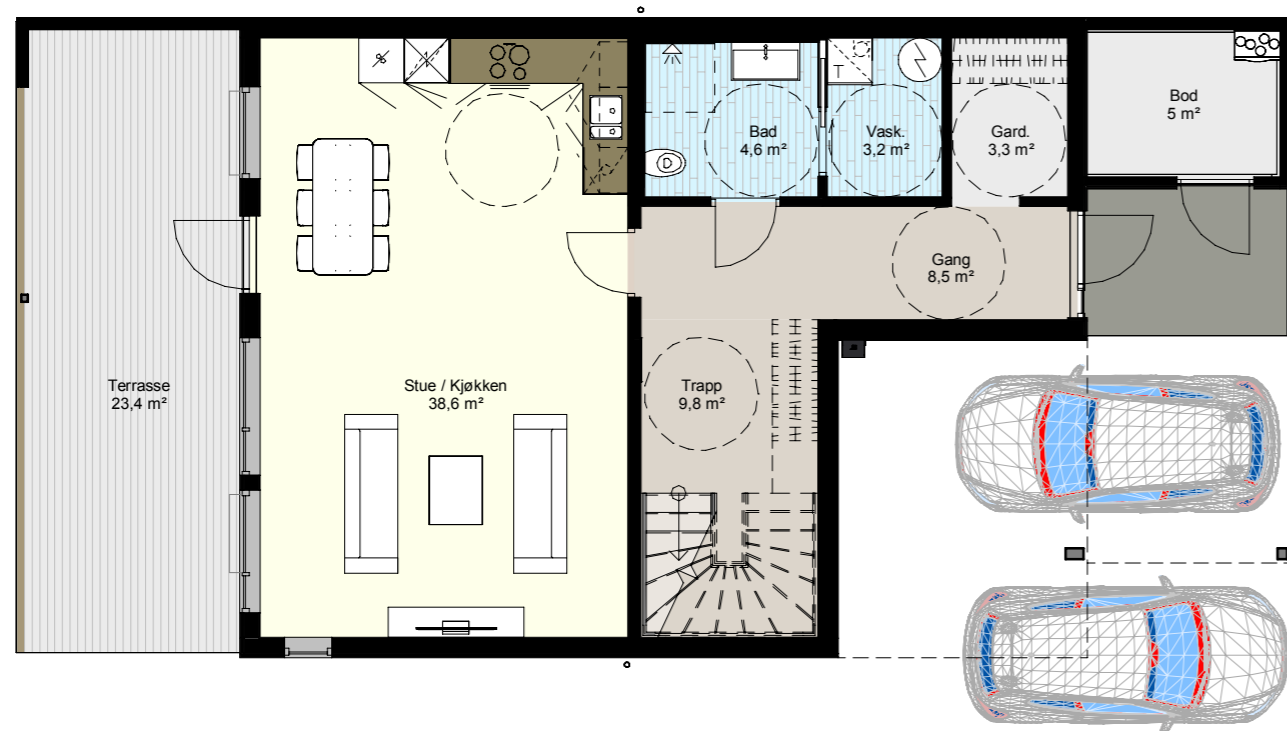 Bod
5 m²
Bad
4,6 m²
Vask.
3,2 m²
Gard.
3,3 m²
T
Gang
8,5 m²
Terrasse
23,4 m²
Stue / Kjøkken
38,6 m²
Trapp
9,8 m²